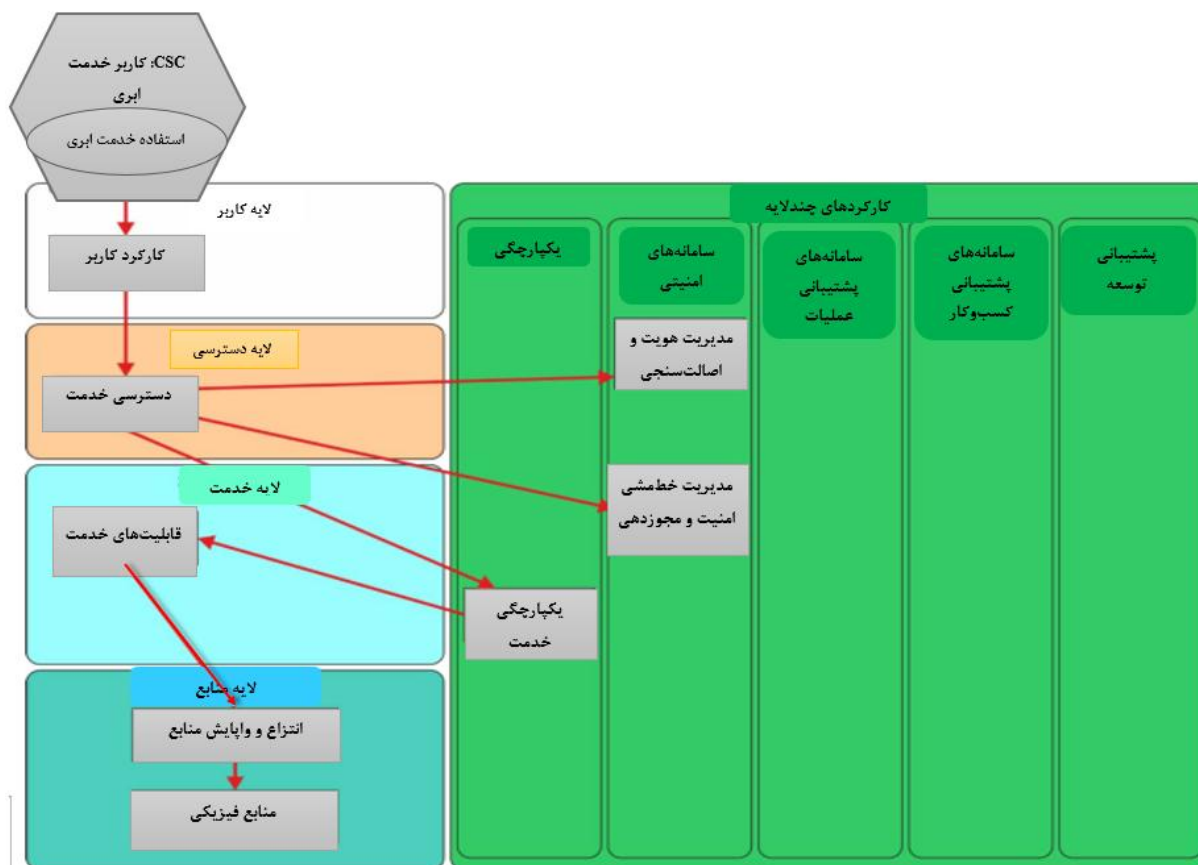 CSC: کاربر خدمت
ابری
استفاده خدمت ابری
لایه کاربر
کارکرد کاربر
لایه دسترسی
دسترسی خدمت
لایه خدمت
قابلیت‌های خدمت
لایه منابع
انتزاع و واپایش منابع
منابع فیزیکی
کارکردهای چندلایه
یکپارچگی
یکپارچگی
خدمت
سامانه‌های
امنیتی
مدیریت هویت و
اصالت‌سنجی
مدیریت خط‌مشی
امنیت و مجوزدهی
سامانه‌های
پشتیبانی
عملیات
سامانه‌های
پشتیبانی
کسب‌وکار
پشتیبانی
توسعه